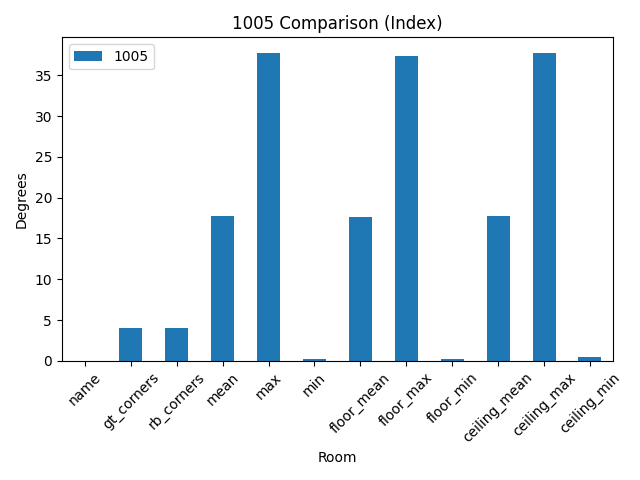 1005 Comparison (Index)
1005
Degrees
35
30
25
20
15
10
5
0
name
gt_corners
rb_corners
mean
max
min
floor_mean
floor_max
floor_min
ceiling_mean
ceiling_max
ceiling_min
Room